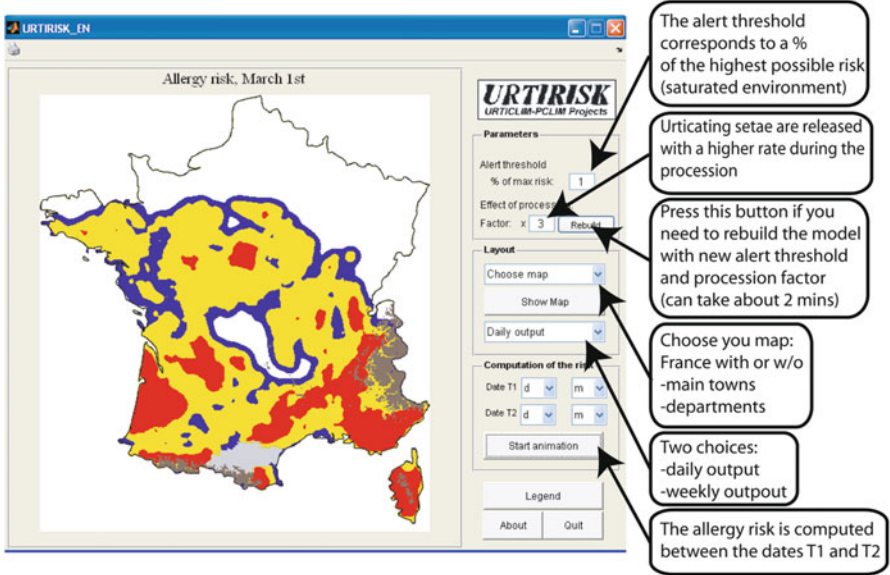 URTIRISK_EN
Allergy risk, March 1st
URTIRISK
URTICLIM-PCLIM Projects
Parameters
Alert threshold
% of max risk: 1
Effect of process
Factor: x 3 Rebuild
Layout
Choose map
Show Map
Daily output
Computation of the risk
Date T1 d m
Date T2 d m
Start animation
Legend
About Quit
The alert threshold
corresponds to a %
of the highest possible risk
(saturated environment)
Urticating setae are released
with a higher rate during the
procession
Press this button if you
need to rebuild the model
with new alert threshold
and procession factor
(can take about 2 mins)
Choose you map:
France with or w/o
-main towns
-departments
Two choices:
-daily output
-weekly outpout
The allergy risk is computed
between the dates T1 and T2